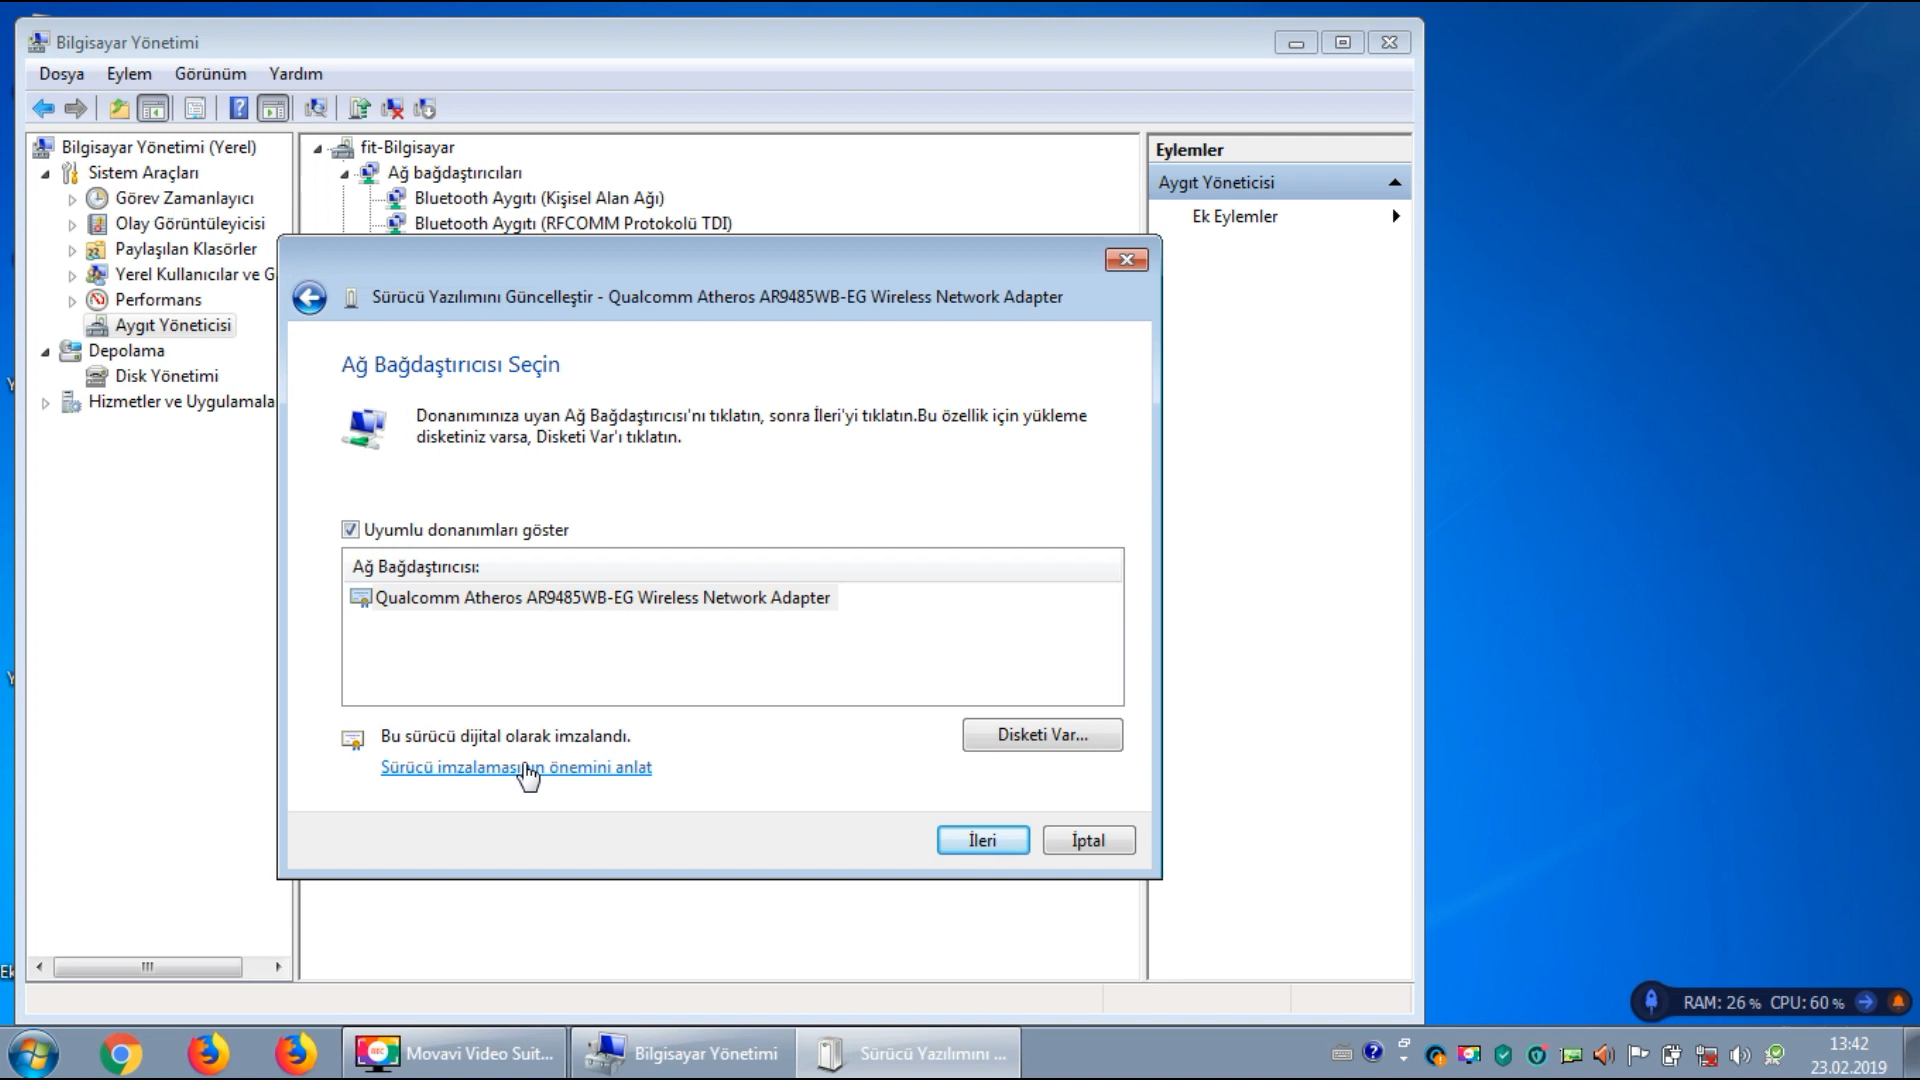 Bilgisayar Yönetimi
Dosya Eylem Görünüm Yardım
Bilgisayar Yönetimi (Yerel)
Sistem Araçları
Görev Zamanlayıcı
Olay Görüntüleyicisi
Paylaşılan Klasörler
Yerel Kullanıcılar ve G
Performans
Aygıt Yöneticisi
Depolama
Disk Yönetimi
Hizmetler ve Uygulamala
fit-Bilgisayar
Ağ bağdaştırıcıları
Bluetooth Aygıtı (Kişisel Alan Ağı)
Bluetooth Aygıtı (RFCOMM Protokolü TDI)
Eylemler
Aygıt Yöneticisi
Ek Eylemler
Sürücü Yazılımını Güncelleştir - Qualcomm Atheros AR9485WB-EG Wireless Network Adapter
Ağ Bağdaştırıcısı Seçin
Donanımınıza uyan Ağ Bağdaştırıcısı'nı tıklatın, sonra İleri'yi tıklatın.Bu özellik için yükleme
disketiniz varsa, Disketi Var'ı tıklatın.
Uyumlu donanımları göster
Ağ Bağdaştırıcısı:
Qualcomm Atheros AR9485WB-EG Wireless Network Adapter
Bu sürücü dijital olarak imzalandı.
Disketi Var...
Sürücü imzalamasının önemini anlat
İleri İptal
RAM: 26 % CPU: 60 %
Movavi Video Suit...
Bilgisayar Yönetimi
Sürücü Yazılımını ...
13:42
23.02.2019